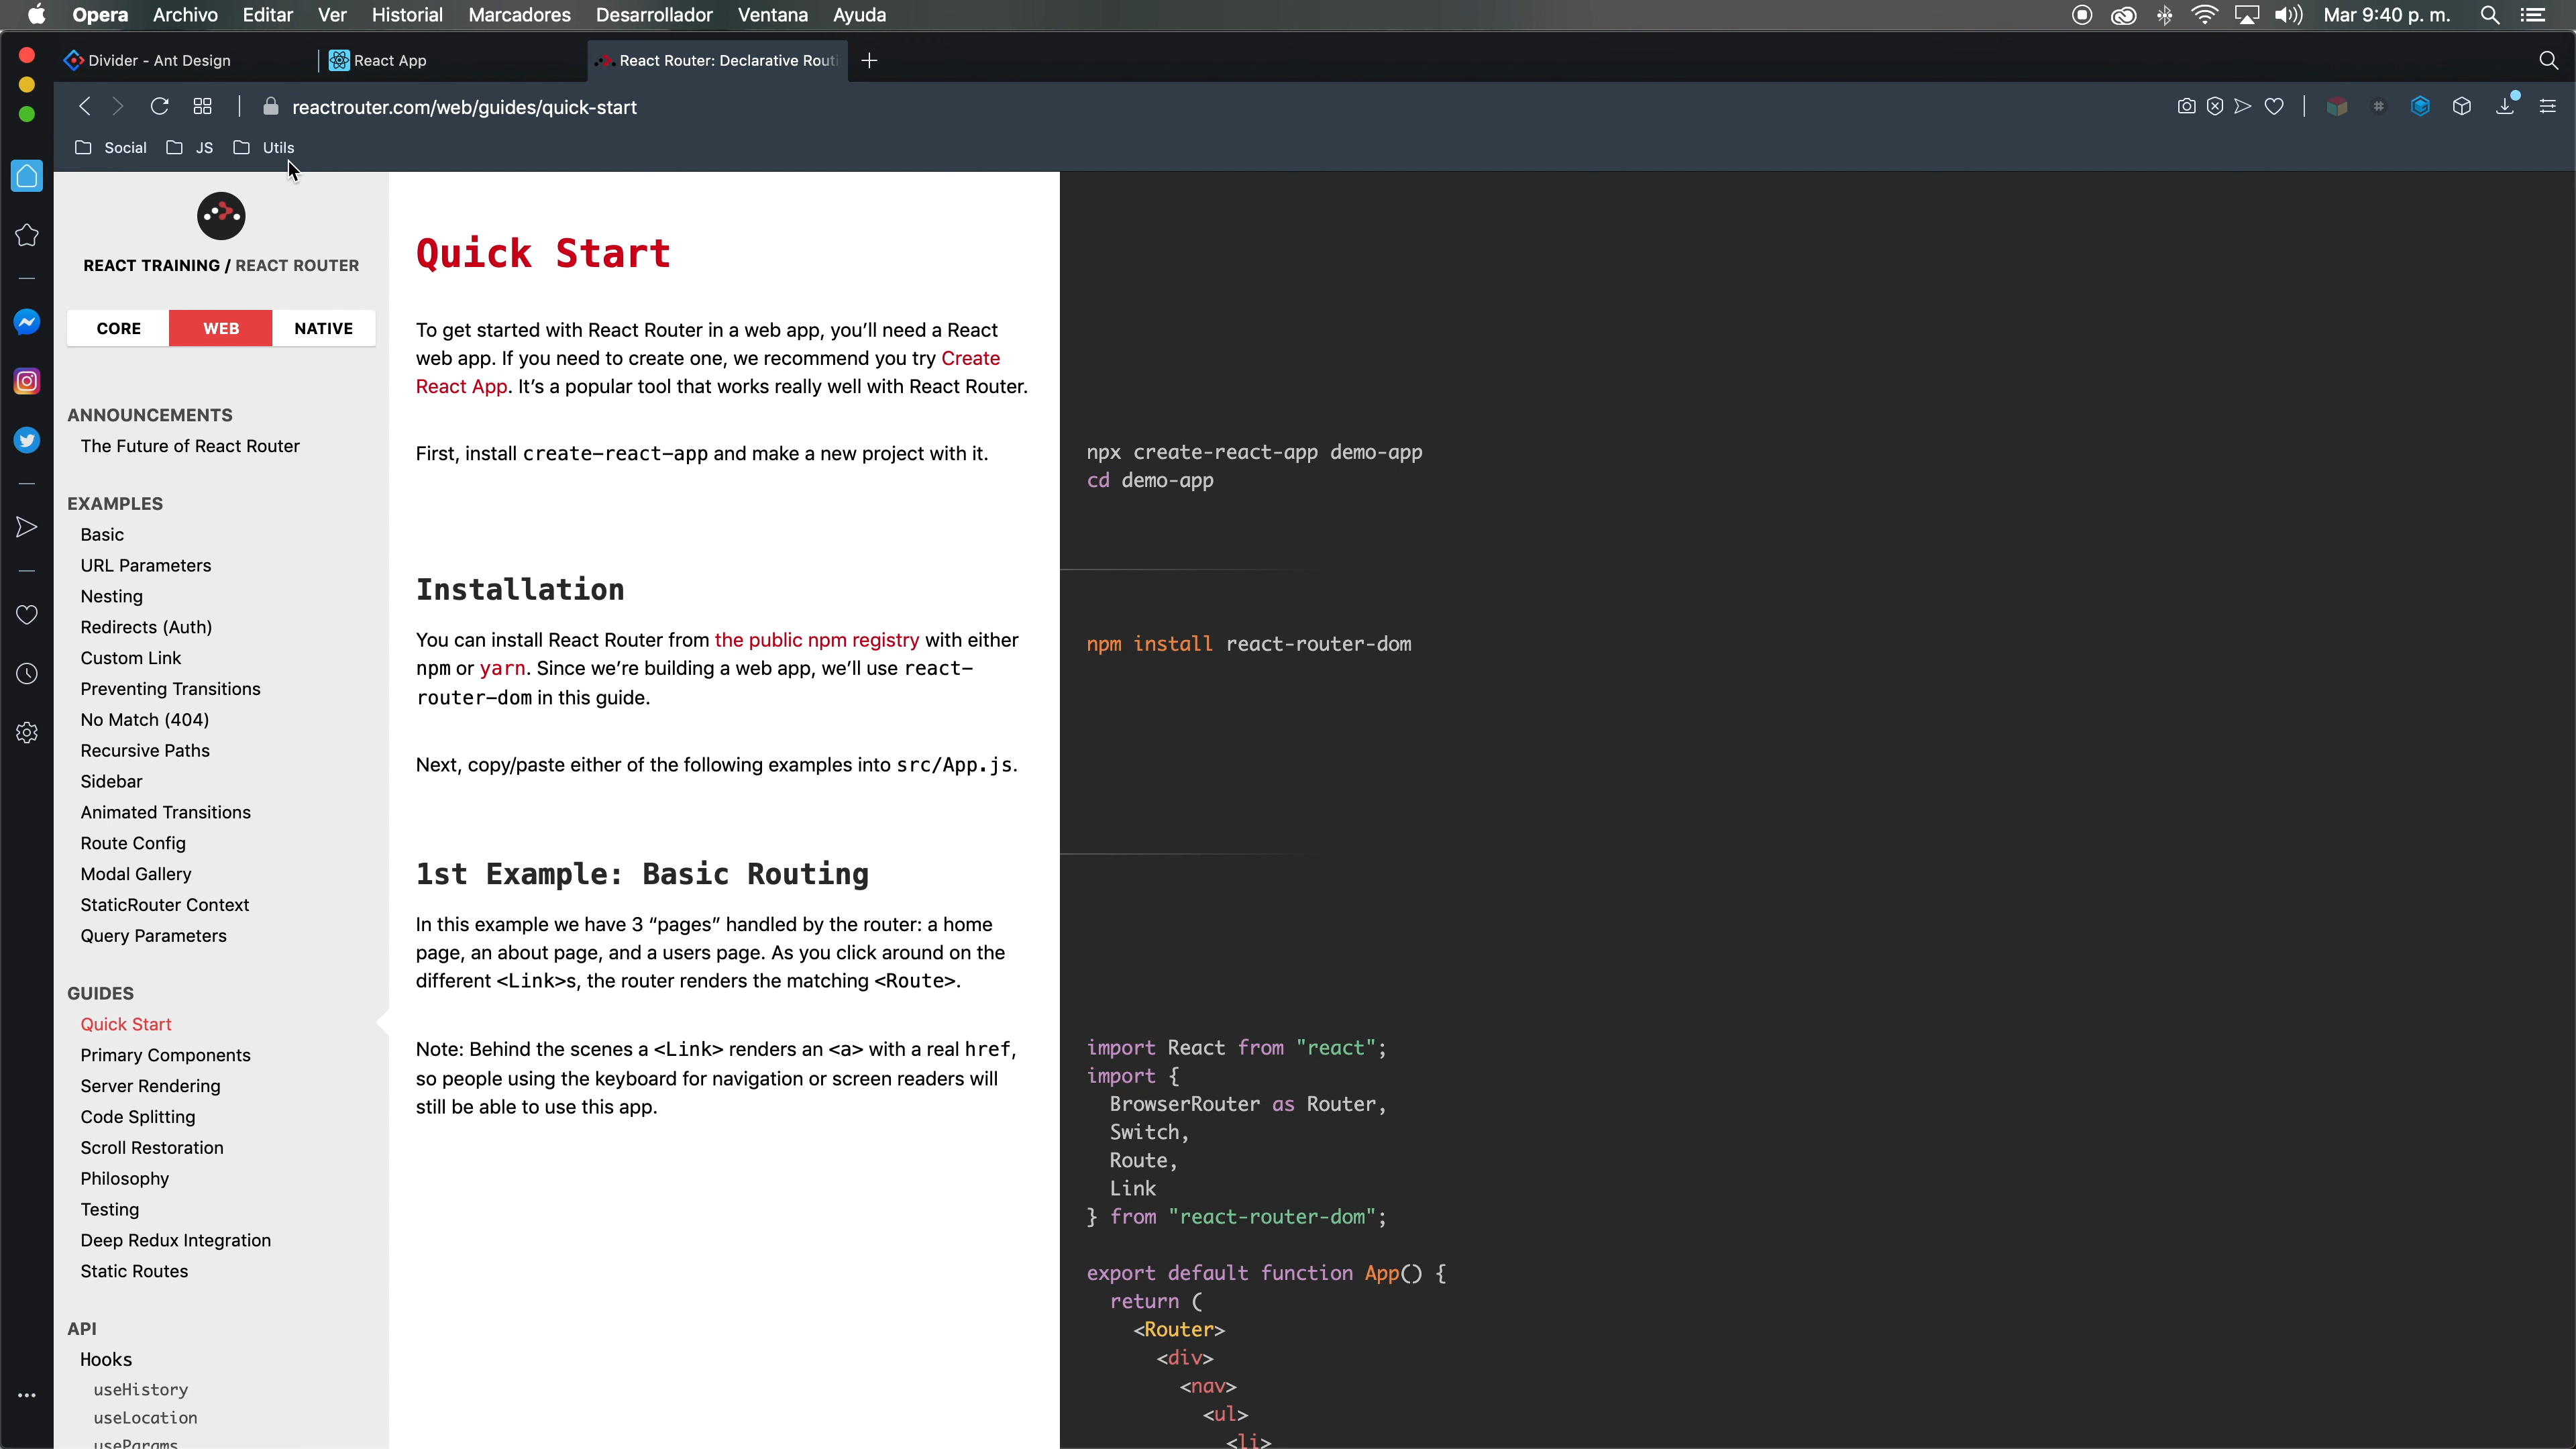 Opera Archivo Editar Ver Historial Marcadores Desarrollador Ventana Ayuda Mar 9:40 p. m.
Divider - Ant Design React App React Router: Declarative Routi
reactrouter.com/web/guides/quick-start
Social JS Utils
REACT TRAINING / REACT ROUTER
CORE WEB NATIVE
ANNOUNCEMENTS
The Future of React Router
EXAMPLES
Basic
URL Parameters
Nesting
Redirects (Auth)
Custom Link
Preventing Transitions
No Match (404)
Recursive Paths
Sidebar
Animated Transitions
Route Config
Modal Gallery
StaticRouter Context
Query Parameters
GUIDES
Quick Start
Primary Components
Server Rendering
Code Splitting
Scroll Restoration
Philosophy
Testing
Deep Redux Integration
Static Routes
API
Hooks
useHistory
useLocation
useParams
Quick Start
To get started with React Router in a web app, you’ll need a React
web app. If you need to create one, we recommend you try Create
React App. It’s a popular tool that works really well with React Router.
First, install create-react-app and make a new project with it.
Installation
You can install React Router from the public npm registry with either
npm or yarn. Since we’re building a web app, we’ll use react-
router-dom in this guide.
Next, copy/paste either of the following examples into src/App.js.
1st Example: Basic Routing
In this example we have 3 “pages” handled by the router: a home
page, an about page, and a users page. As you click around on the
different <Link>s, the router renders the matching <Route>.
Note: Behind the scenes a <Link> renders an <a> with a real href,
so people using the keyboard for navigation or screen readers will
still be able to use this app.
npx create-react-app demo-app
cd demo-app
npm install react-router-dom
import React from "react";
import {
BrowserRouter as Router,
Switch,
Route,
Link
} from "react-router-dom";
export default function App() {
return (
<Router>
<div>
<nav>
<ul>
<li>